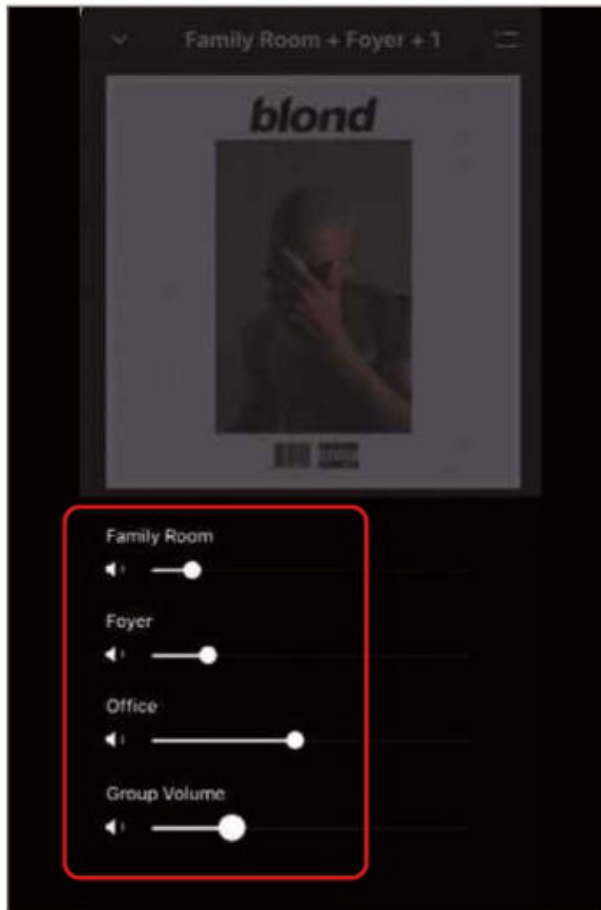 Family Room + Foyer + 1
blond
Family Room
Foyer
Office
Group Volume